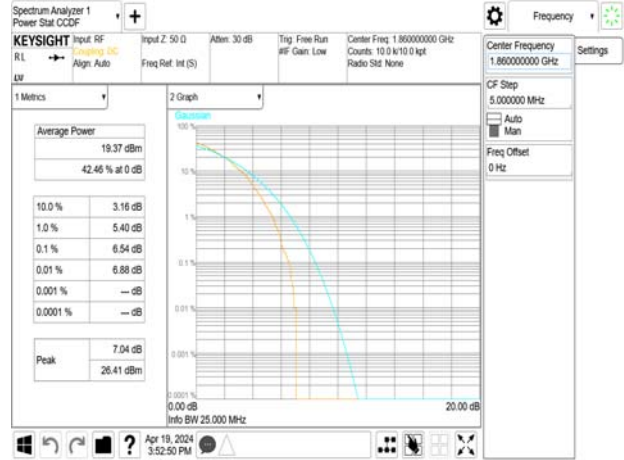 Spectrum Analyzer 1
Power Stat CCDF
+
Frequency
KEYSIGHT
Input: RF
Coupling: DC
Align: Auto
Input Z: 50 Ω
Freq Ref: Int (S)
Atten: 30 dB
Trig: Free Run
#IF Gain: Low
Center Freq: 1.860000000 GHz
Counts: 10.0 k/10.0 kpt
Radio Std: None
RL
Center Frequency
1.860000000 GHz
Settings
CF Step
5.000000 MHz
Auto
Man
Freq Offset
0 Hz
1 Metrics
Average Power
19.37 dBm
42.46 % at 0 dB
10.0 % 3.16 dB
1.0 % 5.40 dB
0.1 % 6.54 dB
0.01 % 6.88 dB
0.001 % --- dB
0.0001 % --- dB
Peak
7.04 dB
26.41 dBm
2 Graph
Gaussian
100 %
10 %
1 %
0.1 %
0.01 %
0.001 %
0.0001 %
0.00 dB
20.00 dB
Info BW 25.000 MHz
?
Apr 19, 2024
3:52:50 PM